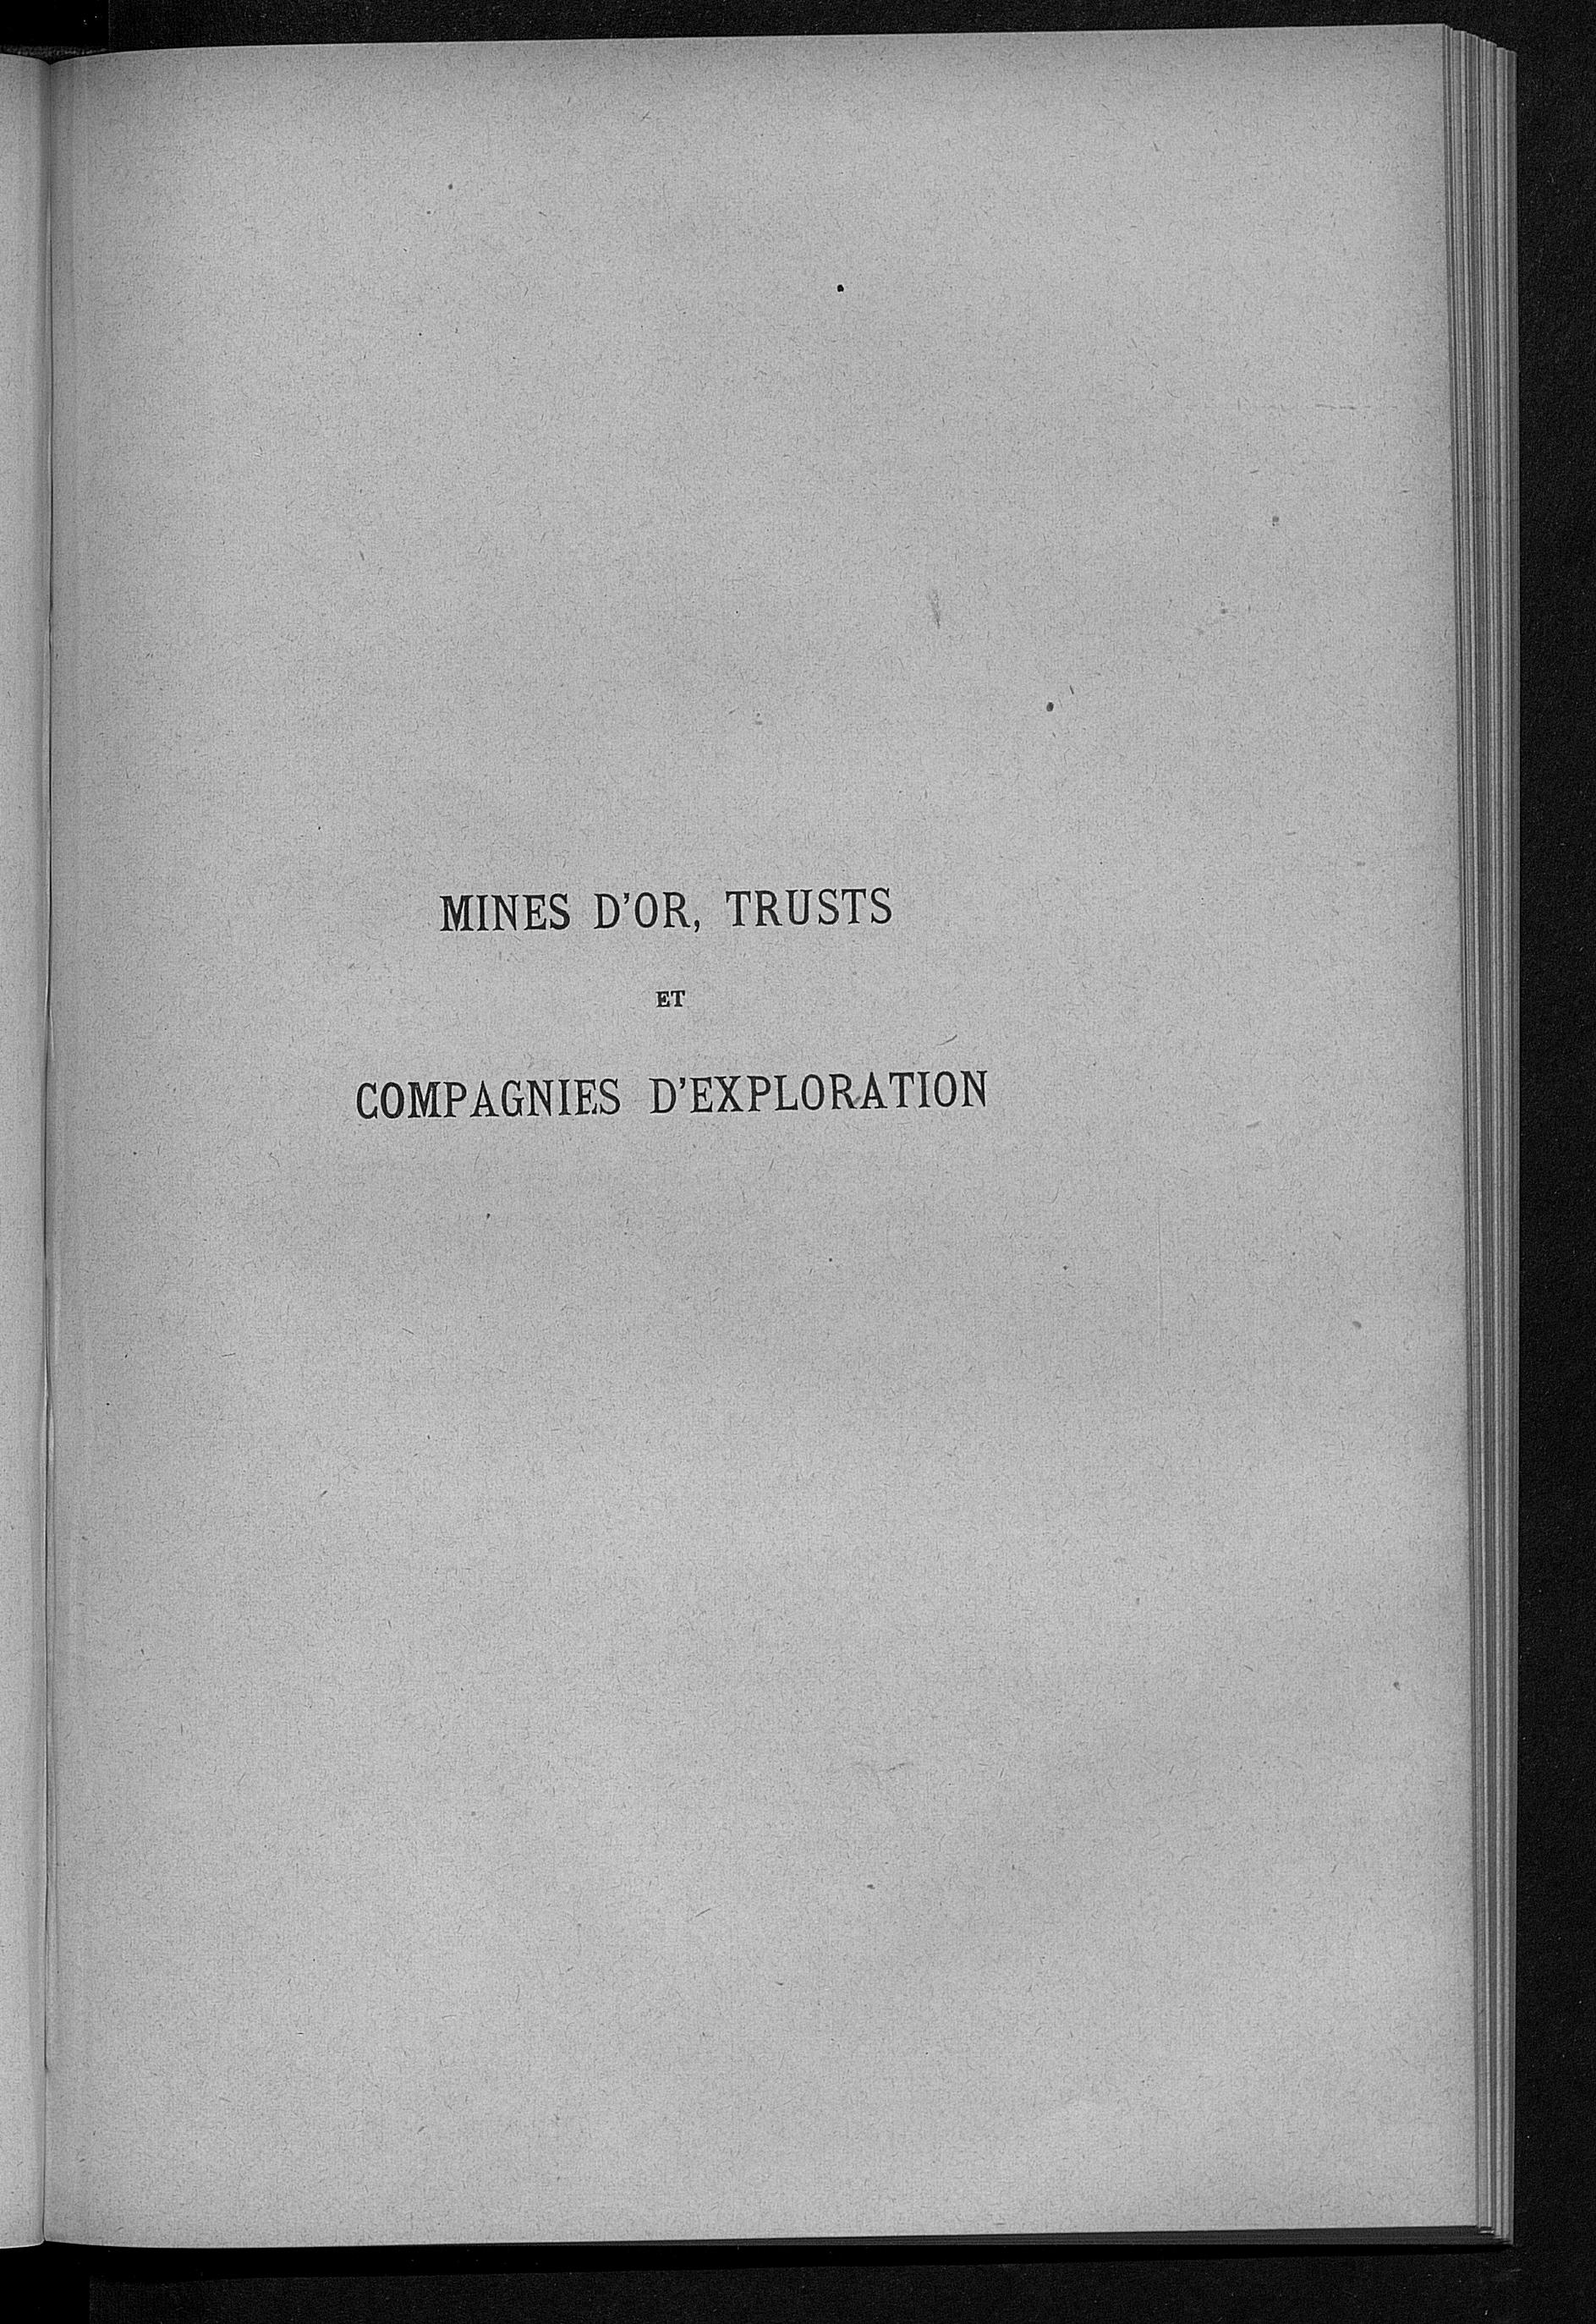 MINES D'OR, TRUSTS
ET
COMPAGNIES D'EXPLORATION